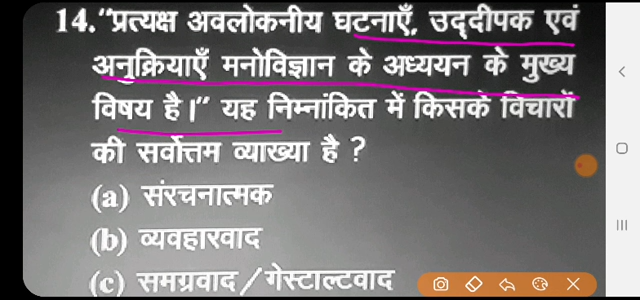 14.“प्रत्यक्ष अवलोकनीय घटनाएँ, उद्दीपक एवं
अनुक्रियाएँ मनोविज्ञान के अध्ययन के मुख्य
विषय है।” यह निम्नांकित में किसके विचारों
की सर्वोत्तम व्याख्या है ?
(a) संरचनात्मक
(b) व्यवहारवाद
(c) समग्रवाद/गेस्टाल्टवाद